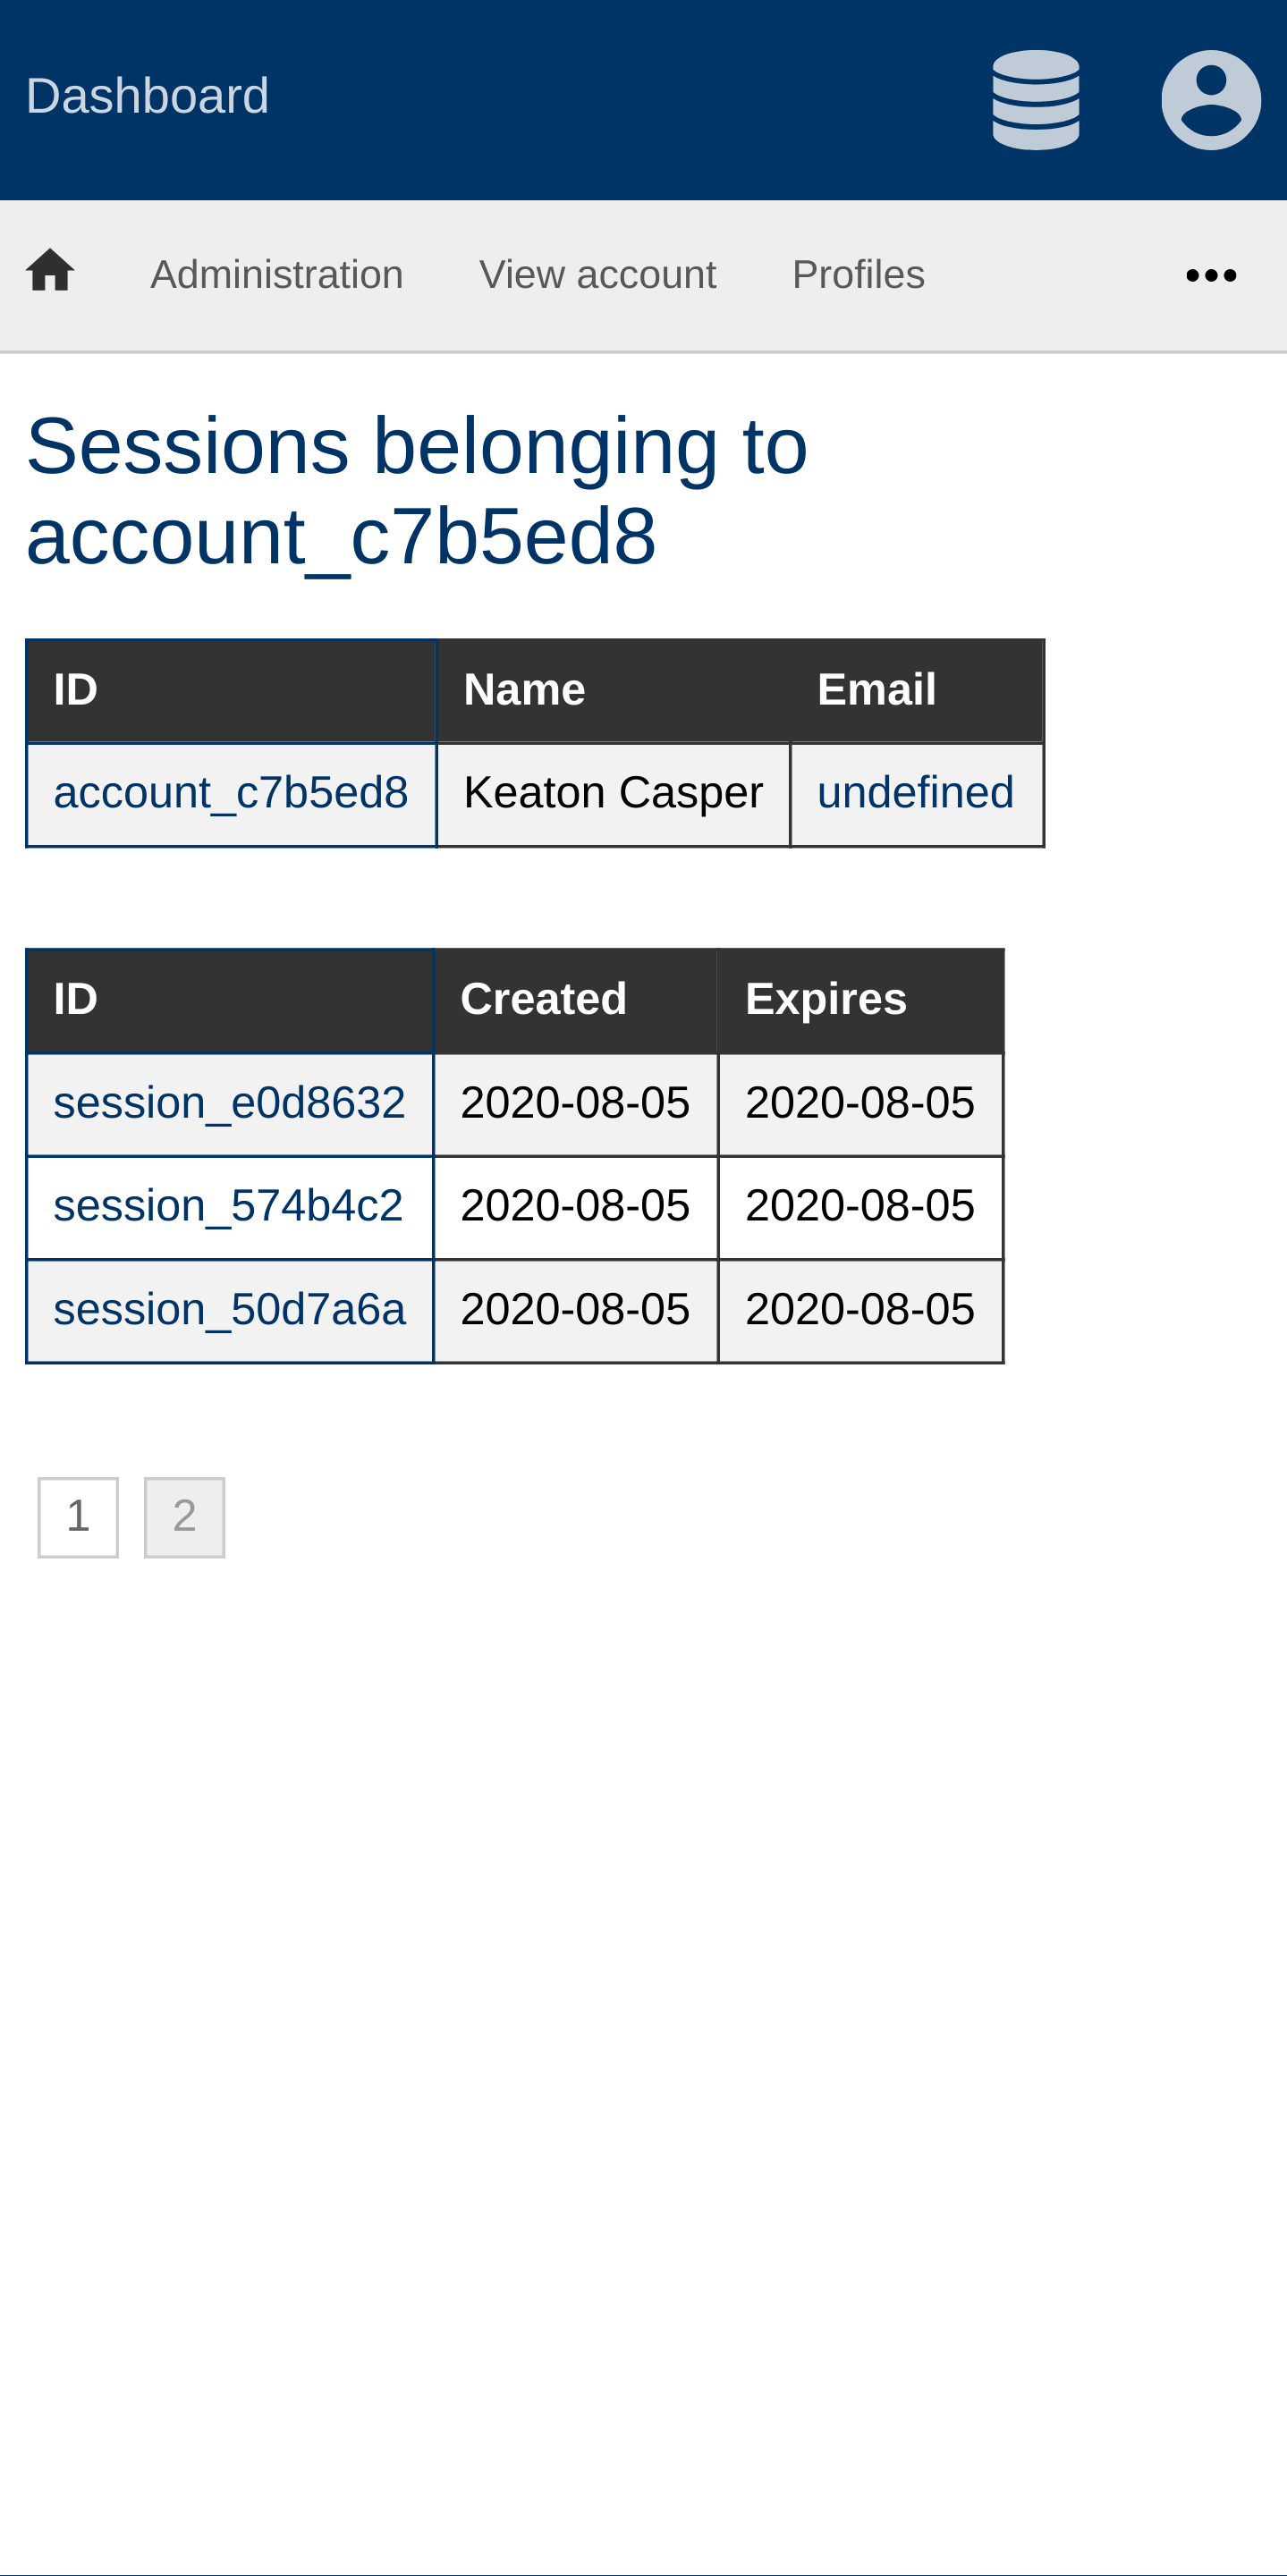 Dashboard
Administration View account Profiles
Sessions belonging to
account_c7b5ed8
ID Name Email
account_c7b5ed8 Keaton Casper undefined
ID Created Expires
session_e0d8632 2020-08-05 2020-08-05
session_574b4c2 2020-08-05 2020-08-05
session_50d7a6a 2020-08-05 2020-08-05
1 2